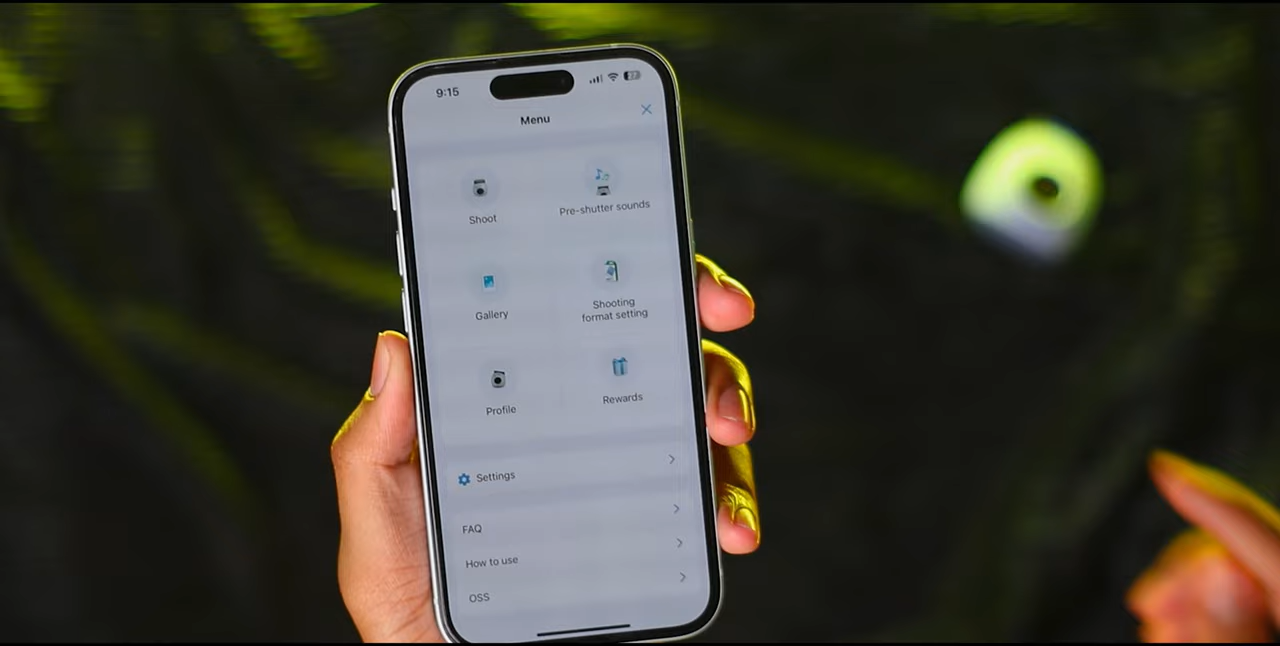 9:15
27
Menu
Shoot
Pre-shutter sounds
Gallery
Shooting
format setting
Profile
Rewards
Settings
FAQ
How to use
OSS